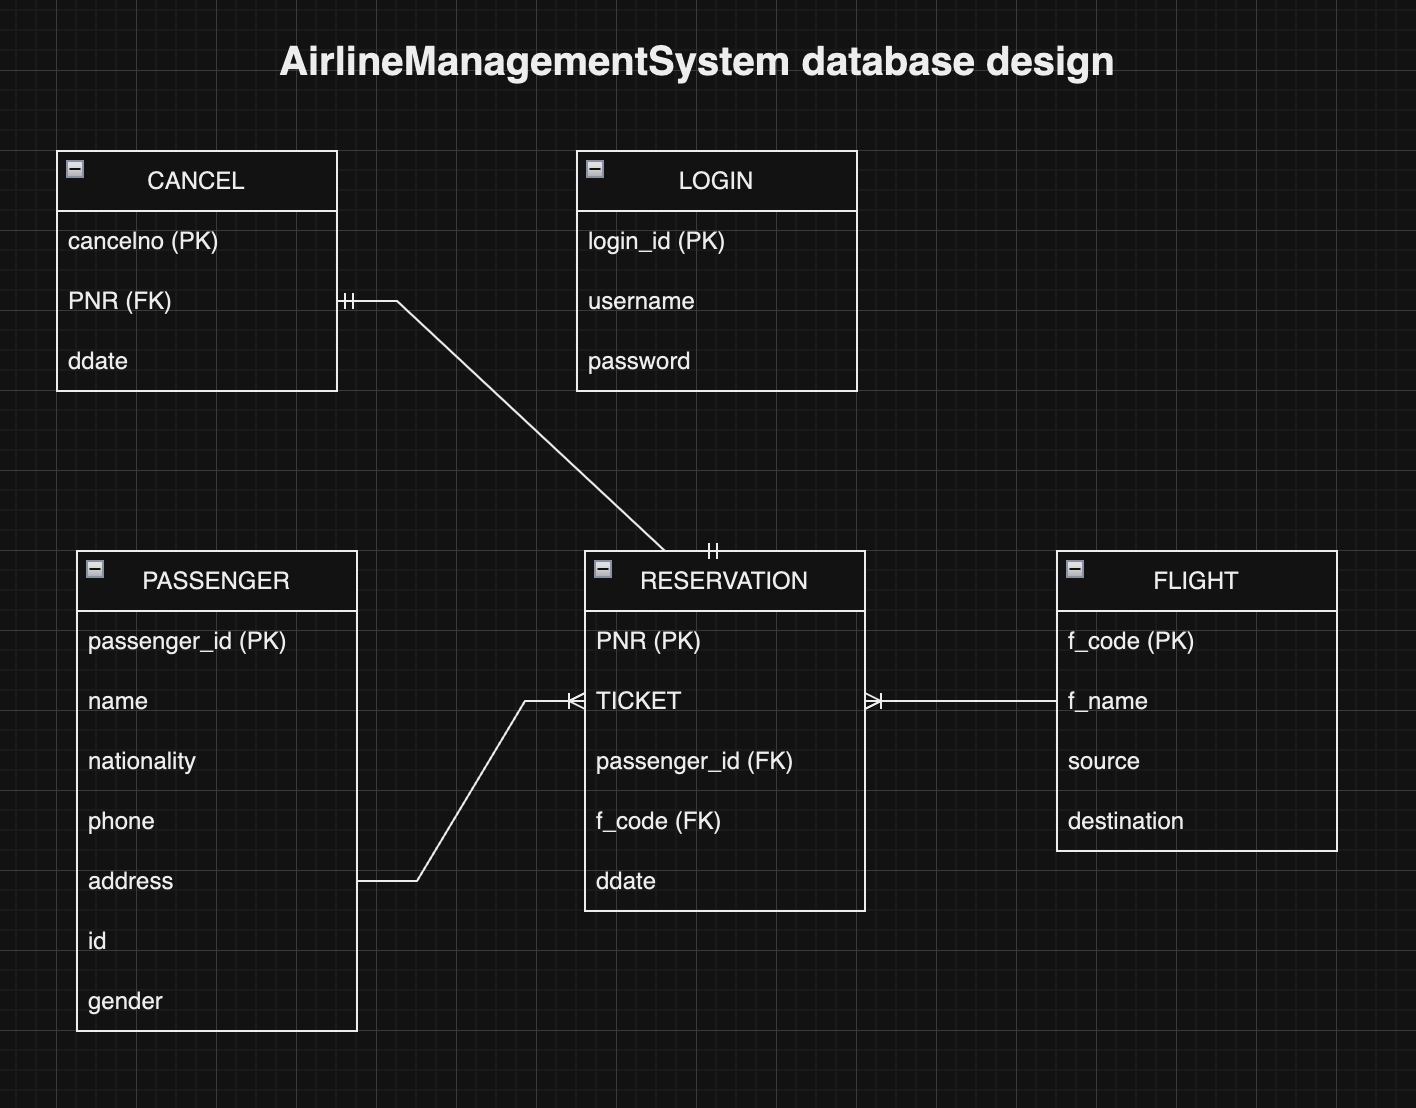 AirlineManagementSystem database design
CANCEL
cancelno (PK)
PNR (FK)
ddate
LOGIN
login_id (PK)
username
password
PASSENGER
passenger_id (PK)
name
nationality
phone
address
id
gender
RESERVATION
PNR (PK)
TICKET
passenger_id (FK)
f_code (FK)
ddate
FLIGHT
f_code (PK)
f_name
source
destination